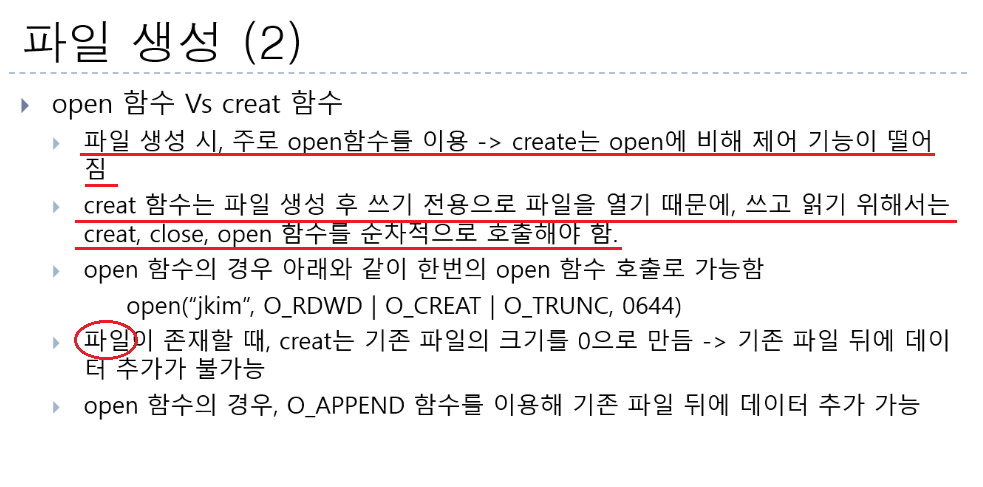 파일 생성 (2)
open 함수 Vs creat 함수
파일 생성 시, 주로 open함수를 이용 -> create는 open에 비해 제어 기능이 떨어
짐
creat 함수는 파일 생성 후 쓰기 전용으로 파일을 열기 때문에, 쓰고 읽기 위해서는
creat, close, open 함수를 순차적으로 호출해야 함.
open 함수의 경우 아래와 같이 한번의 open 함수 호출로 가능함
open(“jkim“, O_RDWD | O_CREAT | O_TRUNC, 0644)
파일이 존재할 때, creat는 기존 파일의 크기를 0으로 만듬 -> 기존 파일 뒤에 데이
터 추가가 불가능
open 함수의 경우, O_APPEND 함수를 이용해 기존 파일 뒤에 데이터 추가 가능